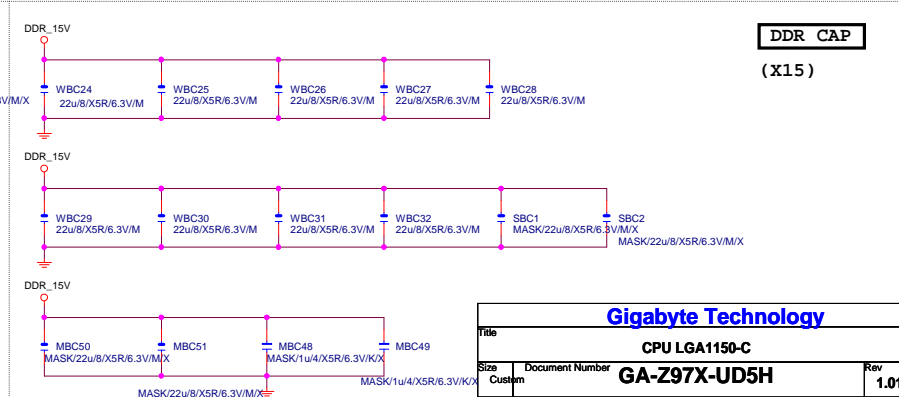 DDR_15V
DDR CAP
(X15)
V/M/X
WBC24
22u/8/X5R/6.3V/M
WBC25
22u/8/X5R/6.3V/M
WBC26
22u/8/X5R/6.3V/M
WBC27
22u/8/X5R/6.3V/M
WBC28
22u/8/X5R/6.3V/M
DDR_15V
WBC29
22u/8/X5R/6.3V/M
WBC30
22u/8/X5R/6.3V/M
WBC31
22u/8/X5R/6.3V/M
WBC32
22u/8/X5R/6.3V/M
SBC1
MASK/22u/8/X5R/6.3V/M/X
SBC2
MASK/22u/8/X5R/6.3V/M/X
DDR_15V
MBC50
MASK/22u/8/X5R/6.3V/M/X
MBC51
MASK/22u/8/X5R/6.3V/M/X
MBC48
MASK/1u/4/X5R/6.3V/K/X
MBC49
MASK/1u/4/X5R/6.3V/K/X
Gigabyte Technology
Title
CPU LGA1150-C
Size
Custom
Document Number
GA-Z97X-UD5H
Rev
1.01